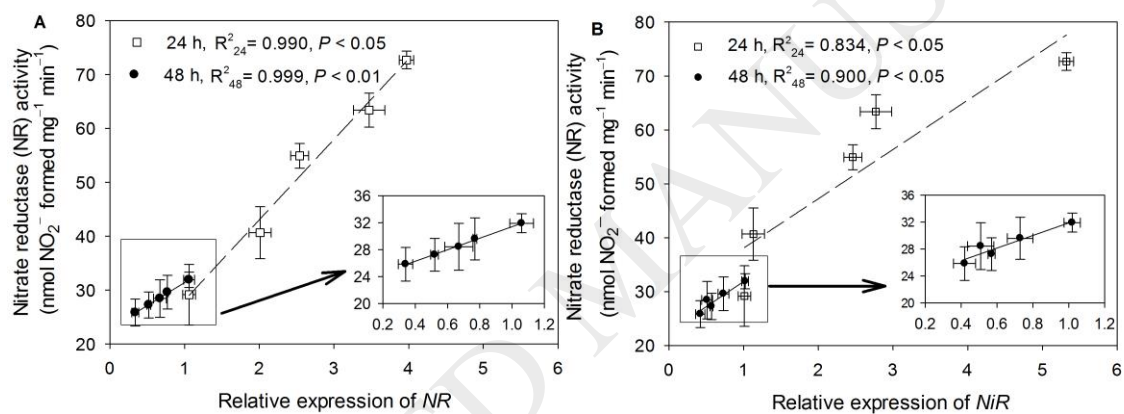 A
24 h, R²₂₄= 0.990, P < 0.05
48 h, R²₄₈= 0.999, P < 0.01
Nitrate reductase (NR) activity
(nmol NO₂⁻ formed mg⁻¹ min⁻¹)
80
70
60
50
40
30
20
0 1 2 3 4 5 6
36
32
28
24
20
0.2 0.4 0.6 0.8 1.0 1.2
Relative expression of NR
B
24 h, R²₂₄= 0.834, P < 0.05
48 h, R²₄₈= 0.900, P < 0.05
Nitrate reductase (NR) activity
(nmol NO₂⁻ formed mg⁻¹ min⁻¹)
80
70
60
50
40
30
20
0 1 2 3 4 5 6
36
32
28
24
20
0.2 0.4 0.6 0.8 1.0 1.2
Relative expression of NiR